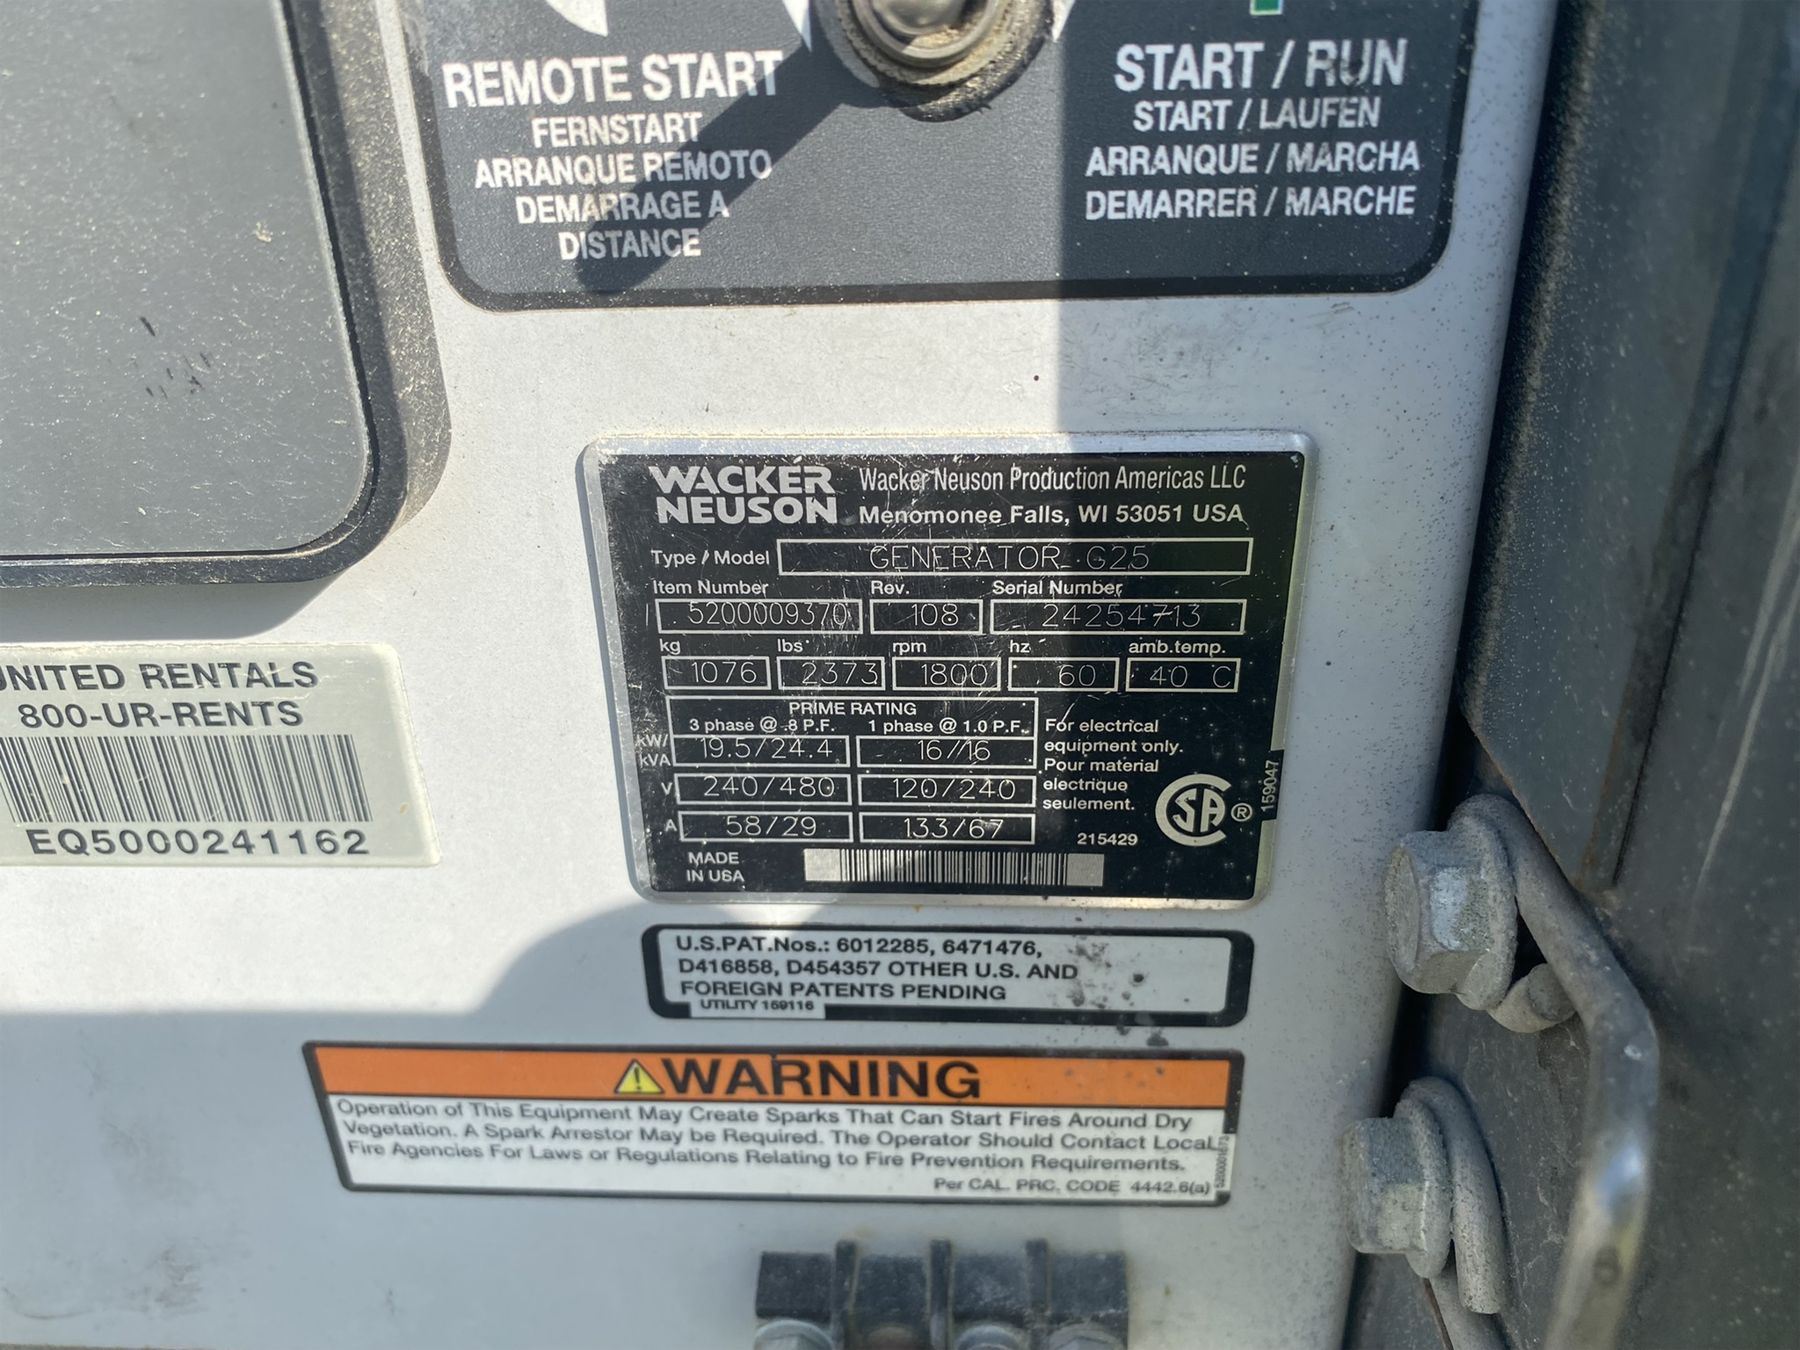 REMOTE START
FERNSTART
ARRANQUE REMOTO
DEMARRAGE A
DISTANCE
START / RUN
START / LAUFEN
ARRANQUE / MARCHA
DEMARRER / MARCHE
WACKER
NEUSON
Wacker Neuson Production Americas LLC
Menomonee Falls, WI 53051 USA
Type / Model GENERATOR G25
Item Number Rev. Serial Number
5200009370 108 24254713
kg lbs rpm hz amb.temp.
1076 2373 1800 60 40 C
PRIME RATING
3 phase @ .8 P.F. 1 phase @ 1.0 P.F.
kW/
kVA 19.5/24.4 16/16
V 240/480 120/240
A 58/29 133/67
For electrical
equipment only.
Pour material
electrique
seulement.
215429
159047
MADE
IN USA
UNITED RENTALS
800-UR-RENTS
EQ5000241162
U.S.PAT.Nos.: 6012285, 6471476,
D416858, D454357 OTHER U.S. AND
FOREIGN PATENTS PENDING
UTILITY 159116
WARNING
Operation of This Equipment May Create Sparks That Can Start Fires Around Dry
Vegetation. A Spark Arrestor May be Required. The Operator Should Contact Local
Fire Agencies For Laws or Regulations Relating to Fire Prevention Requirements.
Per CAL. PRC. CODE 4442.6(a)